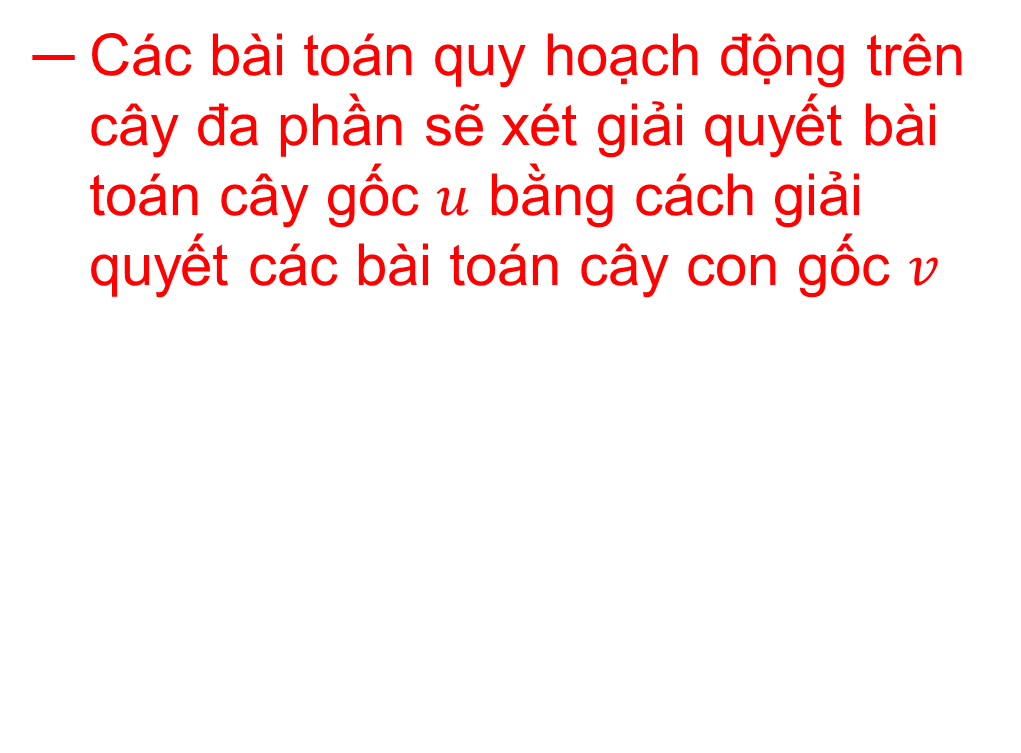 ─ Các bài toán quy hoạch động trên
cây đa phần sẽ xét giải quyết bài
toán cây gốc 𝑢 bằng cách giải
quyết các bài toán cây con gốc 𝑣